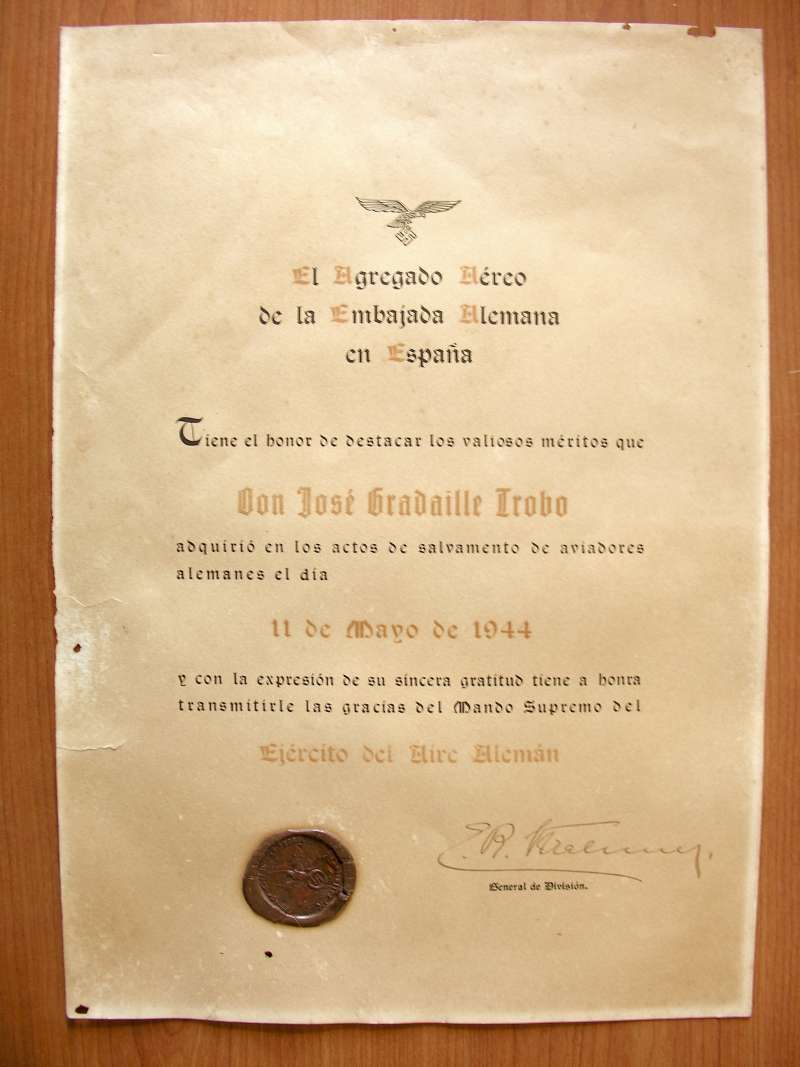 El Agregado Aéreo
de la Embajada Alemana
en España
Tiene el honor de destacar los valiosos méritos que
Don José Gradaille Trobo
adquirió en los actos de salvamento de aviadores
alemanes el día
11 de Mayo de 1944
y con la expresión de su sincera gratitud tiene a honra
transmitirle las gracias del Mando Supremo del
Ejército del Aire Alemán
E. R. Krahmer.
General de División.